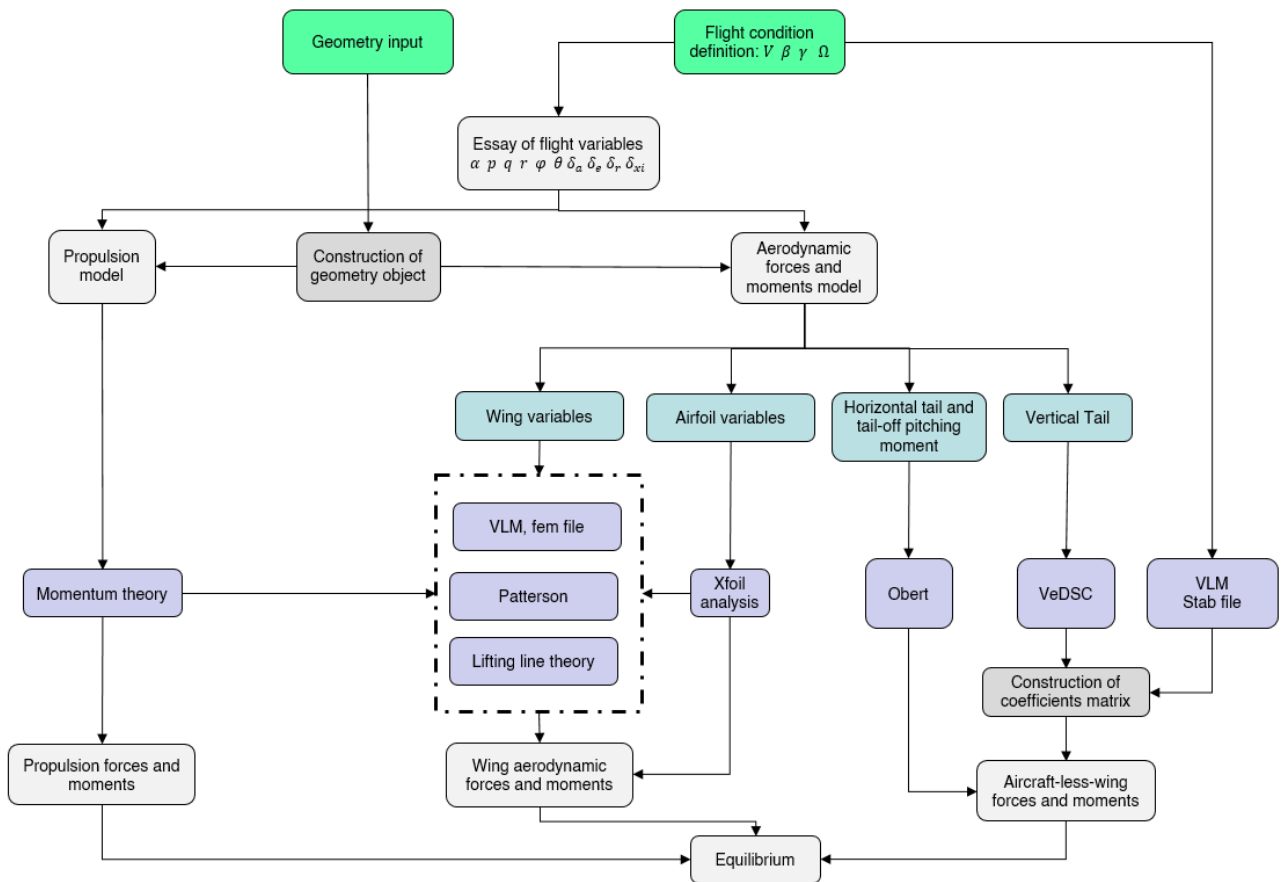 Geometry input
Flight condition
definition: V β γ Ω
Essay of flight variables
α p q r φ θ δₐ δₑ δᵣ δₓᵢ
Propulsion
model
Construction of
geometry object
Aerodynamic
forces and
moments model
Wing variables
Airfoil variables
Horizontal tail and
tail-off pitching
moment
Vertical Tail
VLM, fem file
Patterson
Lifting line theory
Momentum theory
Xfoil
analysis
Obert
VeDSC
VLM
Stab file
Construction of
coefficients matrix
Propulsion forces and
moments
Wing aerodynamic
forces and moments
Aircraft-less-wing
forces and moments
Equilibrium